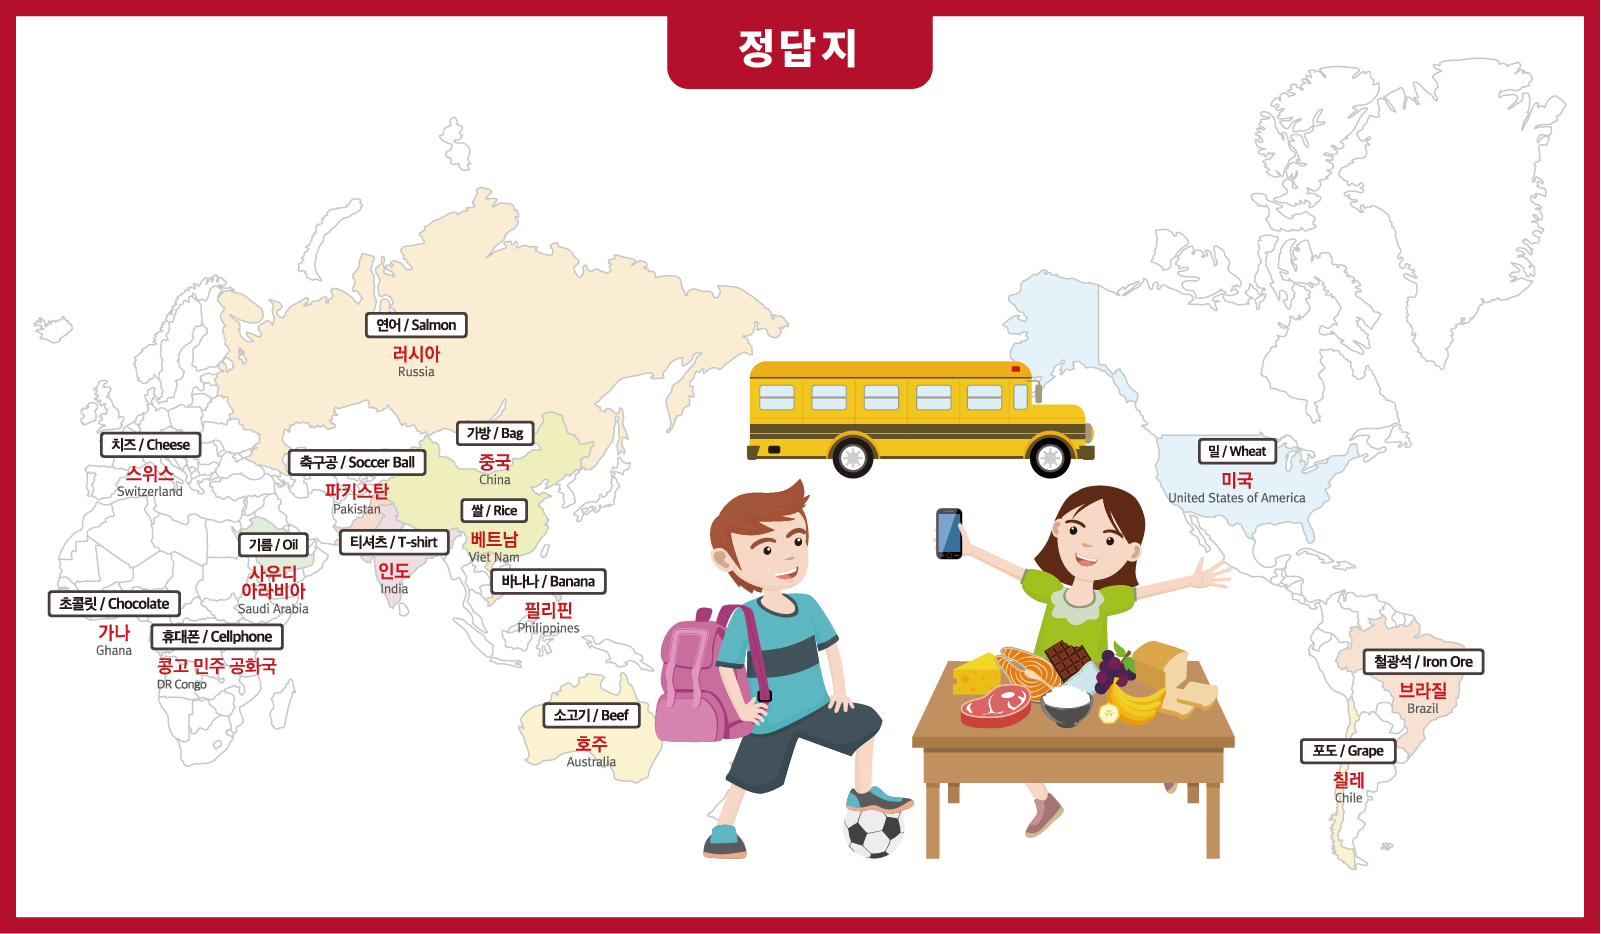 정답지
연어 / Salmon
러시아
Russia
치즈 / Cheese
스위스
Switzerland
축구공 / Soccer Ball
파키스탄
Pakistan
가방 / Bag
중국
China
쌀 / Rice
베트남
Viet Nam
기름 / Oil
사우디
아라비아
Saudi Arabia
티셔츠 / T-shirt
인도
India
바나나 / Banana
필리핀
Philippines
초콜릿 / Chocolate
가나
Ghana
휴대폰 / Cellphone
콩고 민주 공화국
DR Congo
소고기 / Beef
호주
Australia
밀 / Wheat
미국
United States of America
철광석 / Iron Ore
브라질
Brazil
포도 / Grape
칠레
Chile